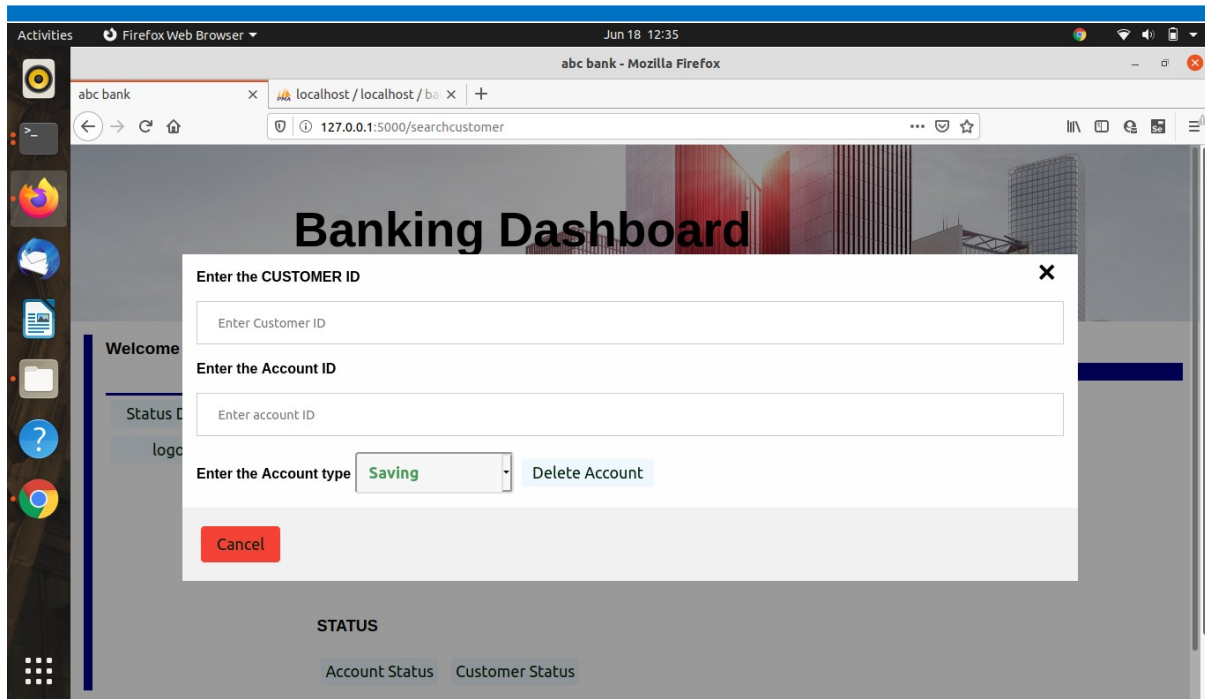 Activities Firefox Web Browser Jun 18 12:35
abc bank - Mozilla Firefox
abc bank localhost / localhost / ba
127.0.0.1:5000/searchcustomer
Banking Dashboard
Enter the CUSTOMER ID
Enter Customer ID
Welcome
Enter the Account ID
Status D
Enter account ID
logo
Enter the Account type Saving Delete Account
Cancel
STATUS
Account Status Customer Status